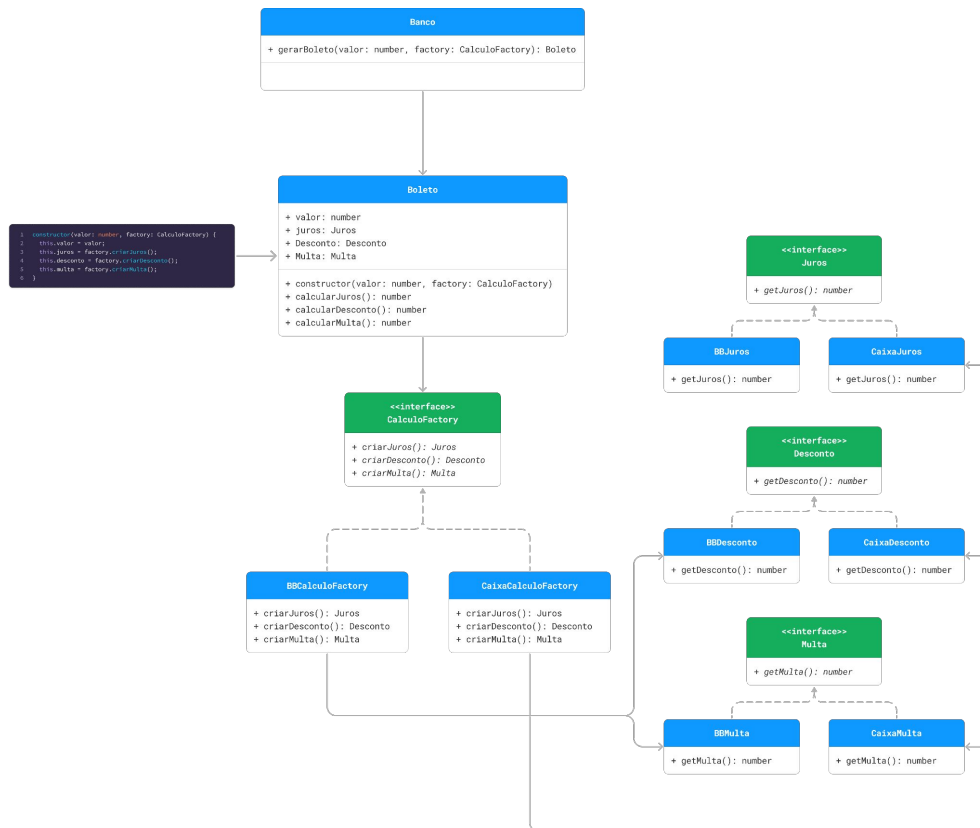 Banco
+ gerarBoleto(valor: number, factory: CalculoFactory): Boleto
Boleto
+ valor: number
+ juros: Juros
+ Desconto: Desconto
+ Multa: Multa
+ constructor(valor: number, factory: CalculoFactory)
+ calcularJuros(): number
+ calcularDesconto(): number
+ calcularMulta(): number
1 constructor(valor: number, factory: CalculoFactory) {
2 this.valor = valor;
3 this.juros = factory.criarJuros();
4 this.desconto = factory.criarDesconto();
5 this.multa = factory.criarMulta();
6 }
<<interface>>
CalculoFactory
+ criarJuros(): Juros
+ criarDesconto(): Desconto
+ criarMulta(): Multa
BBCalculoFactory
+ criarJuros(): Juros
+ criarDesconto(): Desconto
+ criarMulta(): Multa
CaixaCalculoFactory
+ criarJuros(): Juros
+ criarDesconto(): Desconto
+ criarMulta(): Multa
<<interface>>
Juros
+ getJuros(): number
BBJuros
+ getJuros(): number
CaixaJuros
+ getJuros(): number
<<interface>>
Desconto
+ getDesconto(): number
BBDesconto
+ getDesconto(): number
CaixaDesconto
+ getDesconto(): number
<<interface>>
Multa
+ getMulta(): number
BBMulta
+ getMulta(): number
CaixaMulta
+ getMulta(): number